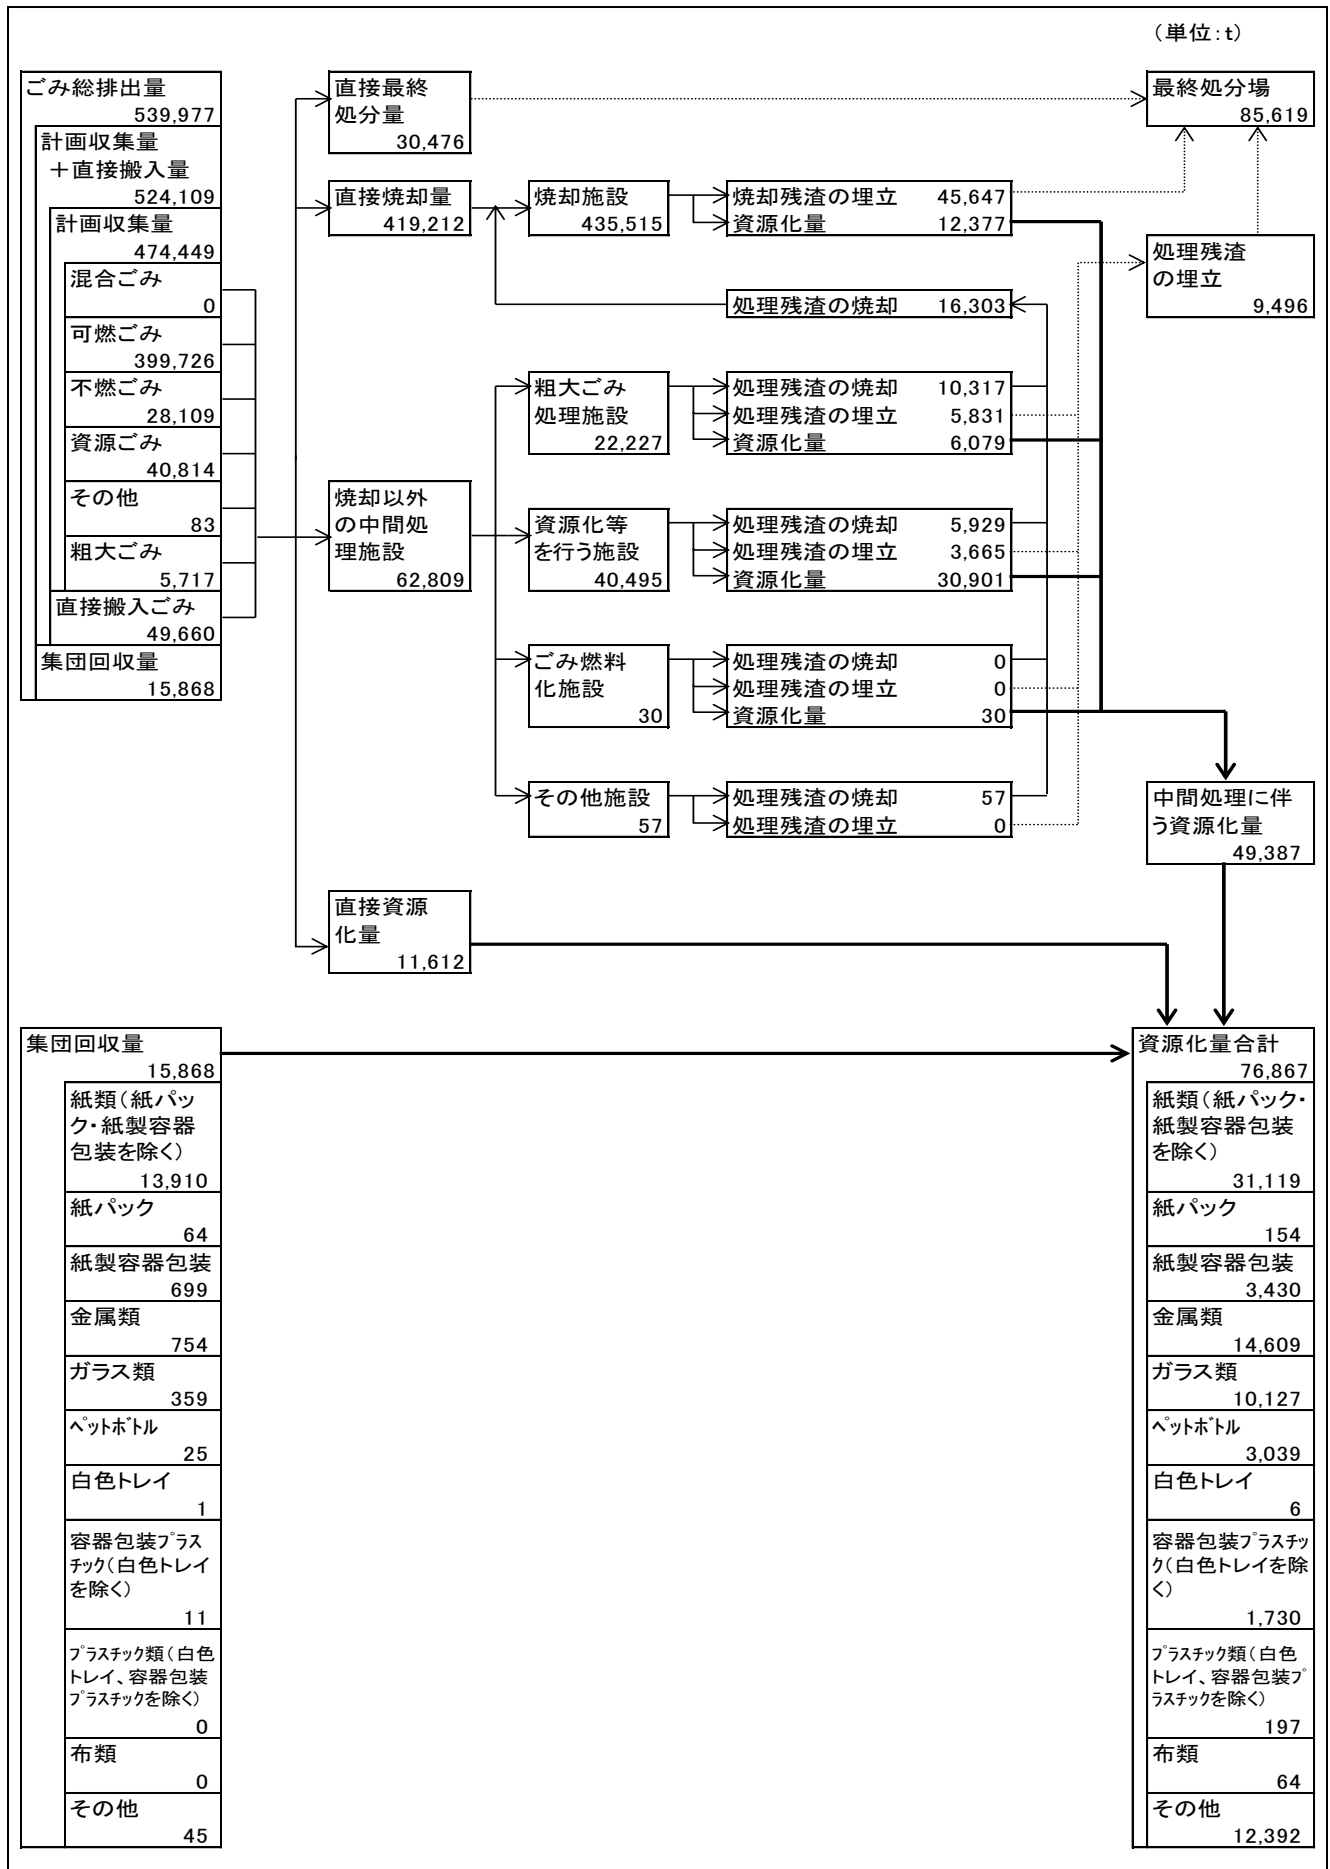 （単位：t）
ごみ総排出量
539,977
計画収集量
＋直接搬入量
524,109
計画収集量
474,449
混合ごみ
0
可燃ごみ
399,726
不燃ごみ
28,109
資源ごみ
40,814
その他
83
粗大ごみ
5,717
直接搬入ごみ
49,660
集団回収量
15,868
直接最終
処分量
30,476
直接焼却量
419,212
焼却以外
の中間処
理施設
62,809
直接資源
化量
11,612
焼却施設
435,515
粗大ごみ
処理施設
22,227
資源化等
を行う施設
40,495
ごみ燃料
化施設
30
その他施設
57
焼却残渣の埋立 45,647
資源化量 12,377
処理残渣の焼却 16,303
処理残渣の焼却 10,317
処理残渣の埋立 5,831
資源化量 6,079
処理残渣の焼却 5,929
処理残渣の埋立 3,665
資源化量 30,901
処理残渣の焼却 0
処理残渣の埋立 0
資源化量 30
処理残渣の焼却 57
処理残渣の埋立 0
最終処分場
85,619
処理残渣
の埋立
9,496
中間処理に伴
う資源化量
49,387
集団回収量
15,868
紙類（紙パッ
ク・紙製容器
包装を除く）
13,910
紙パック
64
紙製容器包装
699
金属類
754
ガラス類
359
ペットボトル
25
白色トレイ
1
容器包装プラス
チック（白色トレイ
を除く）
11
プラスチック類（白色
トレイ、容器包装
プラスチックを除く）
0
布類
0
その他
45
資源化量合計
76,867
紙類（紙パック・
紙製容器包装
を除く）
31,119
紙パック
154
紙製容器包装
3,430
金属類
14,609
ガラス類
10,127
ペットボトル
3,039
白色トレイ
6
容器包装プラスチッ
ク（白色トレイを除
く）
1,730
プラスチック類（白色
トレイ、容器包装プ
ラスチックを除く）
197
布類
64
その他
12,392